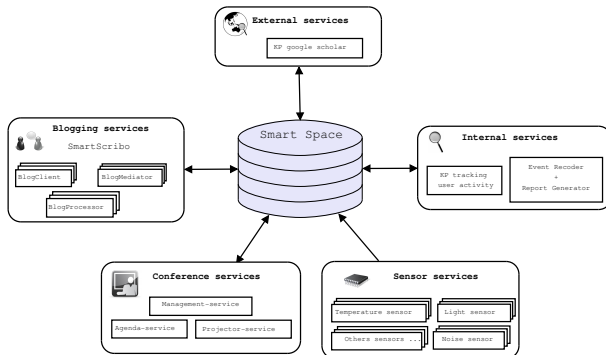 External services
KP google scholar
Smart Space
Blogging services
SmartScribo
BlogClient
BlogMediator
BlogProcessor
Internal services
KP tracking
user activity
Event Recoder
+
Report Generator
Conference services
Management-service
Agenda-service
Projector-service
Sensor services
Temperature sensor
Light sensor
Others sensors ...
Noise sensor